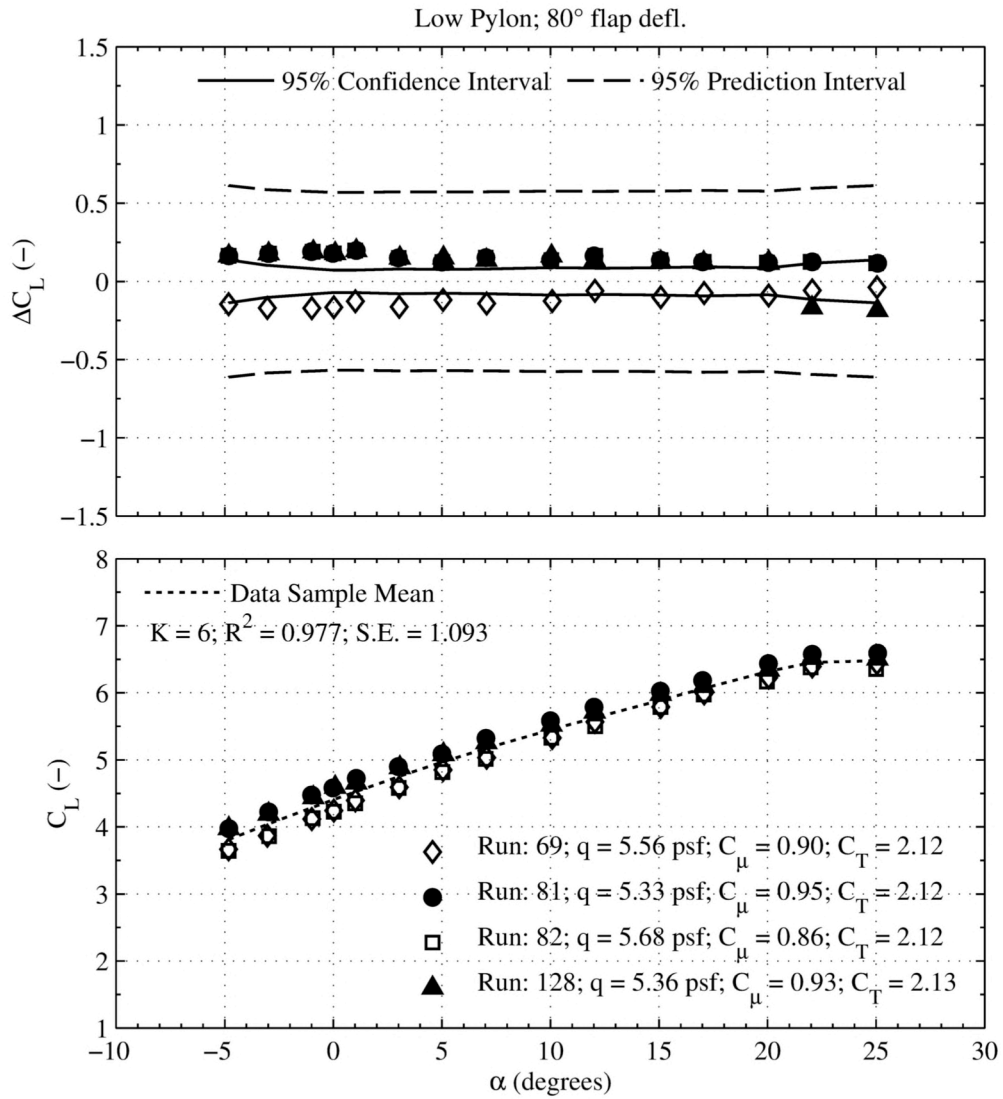 Low Pylon; 80° flap defl.
1.5
95% Confidence Interval
95% Prediction Interval
1
0.5
0
−0.5
−1
−1.5
ΔC_L (−)
8
Data Sample Mean
K = 6; R² = 0.977; S.E. = 1.093
7
6
5
4
3
2
1
C_L (−)
Run: 69; q = 5.56 psf; C_μ = 0.90; C_T = 2.12
Run: 81; q = 5.33 psf; C_μ = 0.95; C_T = 2.12
Run: 82; q = 5.68 psf; C_μ = 0.86; C_T = 2.12
Run: 128; q = 5.36 psf; C_μ = 0.93; C_T = 2.13
−10 −5 0 5 10 15 20 25 30
α (degrees)